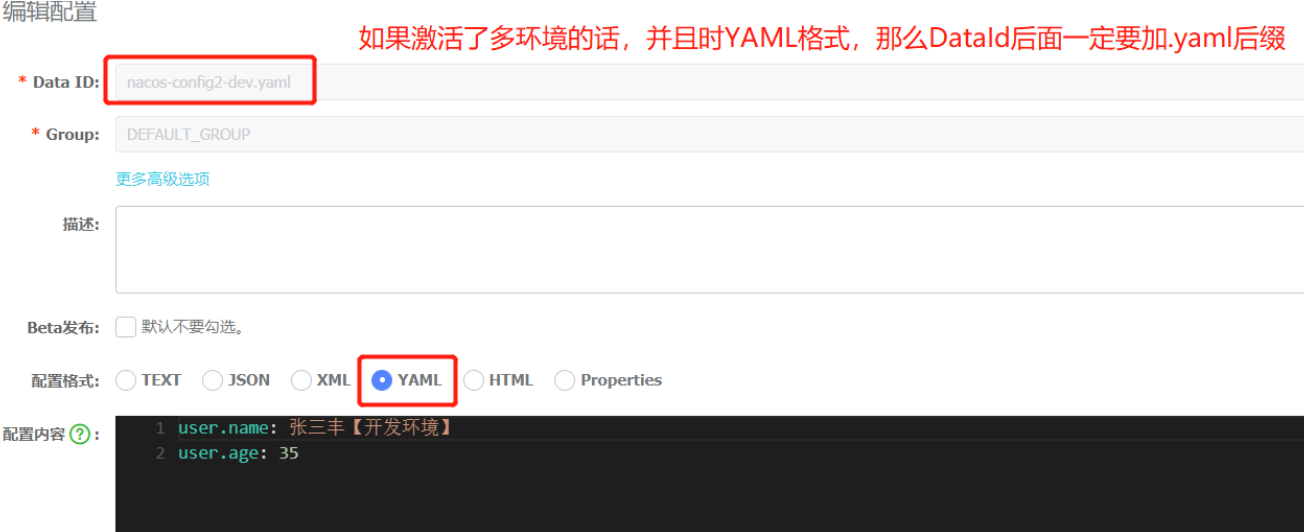 编辑配置
如果激活了多环境的话，并且时YAML格式，那么DataId后面一定要加.yaml后缀
* Data ID: nacos-config2-dev.yaml
* Group: DEFAULT_GROUP
更多高级选项
描述:
Beta发布: 默认不要勾选。
配置格式: TEXT JSON XML YAML HTML Properties
配置内容 ? : 1 user.name: 张三丰【开发环境】
2 user.age: 35